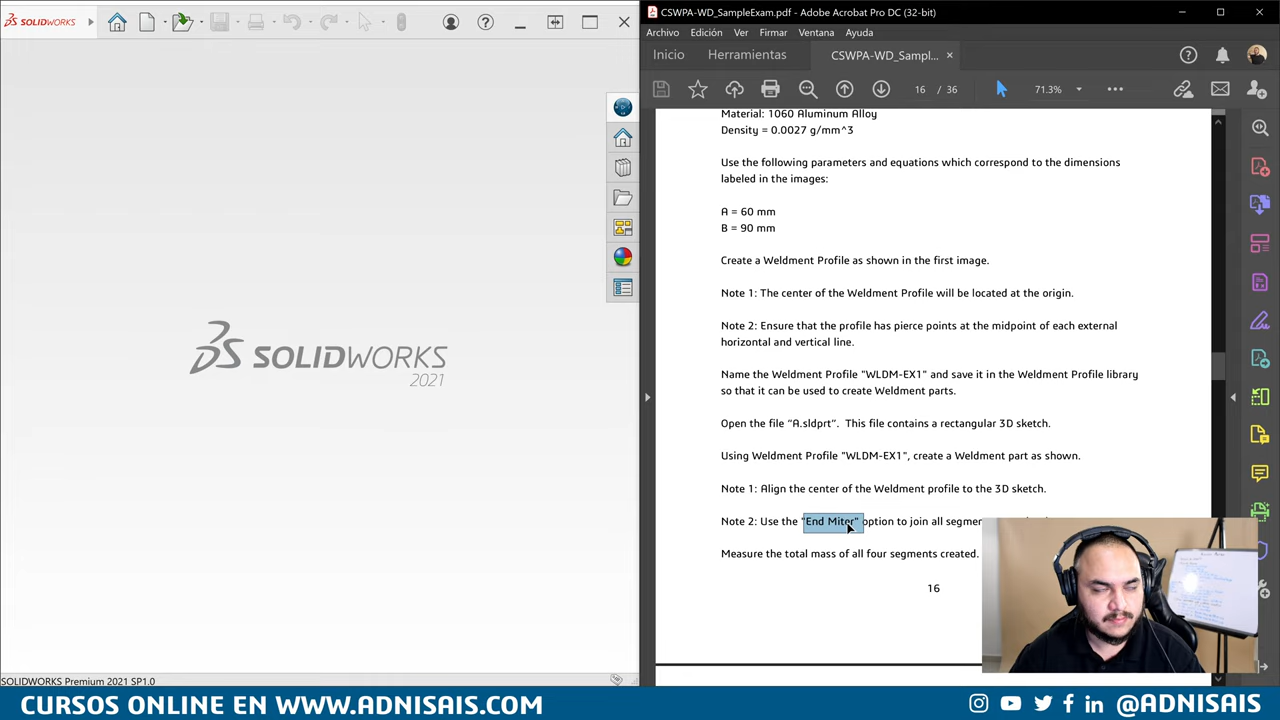 SOLIDWORKS
CSWPA-WD_SampleExam.pdf - Adobe Acrobat Pro DC (32-bit)
Archivo Edición Ver Firmar Ventana Ayuda
Inicio Herramientas CSWPA-WD_Sampl...
16 / 36 71.3%
Material: 1060 Aluminum Alloy
Density = 0.0027 g/mm^3
Use the following parameters and equations which correspond to the dimensions
labeled in the images:
A = 60 mm
B = 90 mm
Create a Weldment Profile as shown in the first image.
Note 1: The center of the Weldment Profile will be located at the origin.
Note 2: Ensure that the profile has pierce points at the midpoint of each external
horizontal and vertical line.
Name the Weldment Profile "WLDM-EX1" and save it in the Weldment Profile library
so that it can be used to create Weldment parts.
Open the file “A.sldprt”. This file contains a rectangular 3D sketch.
Using Weldment Profile "WLDM-EX1", create a Weldment part as shown.
Note 1: Align the center of the Weldment profile to the 3D sketch.
Note 2: Use the "End Miter" option to join all
Measure the total mass of all four segments created.
16
SOLIDWORKS
2021
SOLIDWORKS Premium 2021 SP1.0
CURSOS ONLINE EN WWW.ADNISAIS.COM
@ADNISAIS